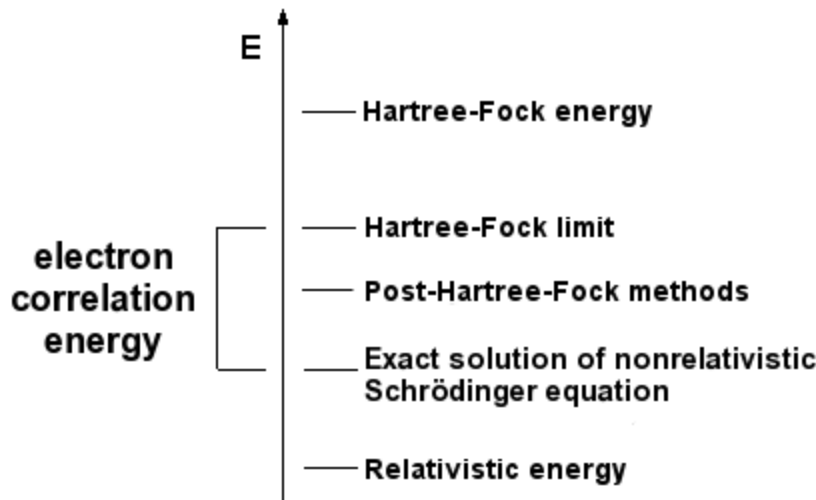 E
Hartree-Fock energy
Hartree-Fock limit
electron
correlation
energy
Post-Hartree-Fock methods
Exact solution of nonrelativistic
Schrödinger equation
Relativistic energy